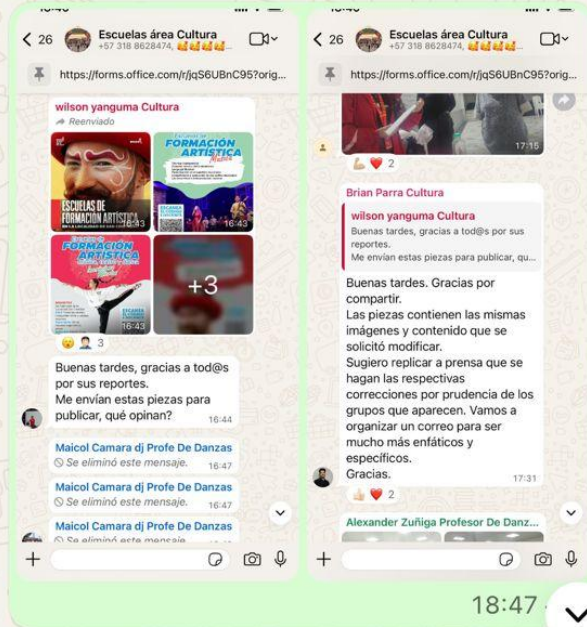 26
Escuelas área Cultura
+57 318 8628474,
https://forms.office.com/r/jqS6UBnC95?orig...
wilson yanguma Cultura
Reenviado
ESCUELAS DE
FORMACIÓN ARTÍSTICA
16:43
Escuelas de
FORMACIÓN
ARTÍSTICA
Música
16:43
FORMACIÓN
ARTÍSTICA
16:43
+3
3
Buenas tardes, gracias a tod@s
por sus reportes.
Me envían estas piezas para
publicar, qué opinan?
16:44
Maicol Camara dj Profe De Danzas
Se eliminó este mensaje.
16:47
Maicol Camara dj Profe De Danzas
Se eliminó este mensaje.
16:47
Maicol Camara dj Profe De Danzas
Se eliminó este mensaje.
26
Escuelas área Cultura
+57 318 8628474,
https://forms.office.com/r/jqS6UBnC95?orig...
17:15
2
Brian Parra Cultura
wilson yanguma Cultura
Buenas tardes, gracias a tod@s por sus
reportes.
Me envían estas piezas para publicar, qu...
Buenas tardes. Gracias por
compartir.
Las piezas contienen las mismas
imágenes y contenido que se
solicitó modificar.
Sugiero replicar a prensa que se
hagan las respectivas
correcciones por prudencia de los
grupos que aparecen. Vamos a
organizar un correo para ser
mucho más enfáticos y
específicos.
Gracias.
17:31
2
Alexander Zuñiga Profesor De Danz...
18:47